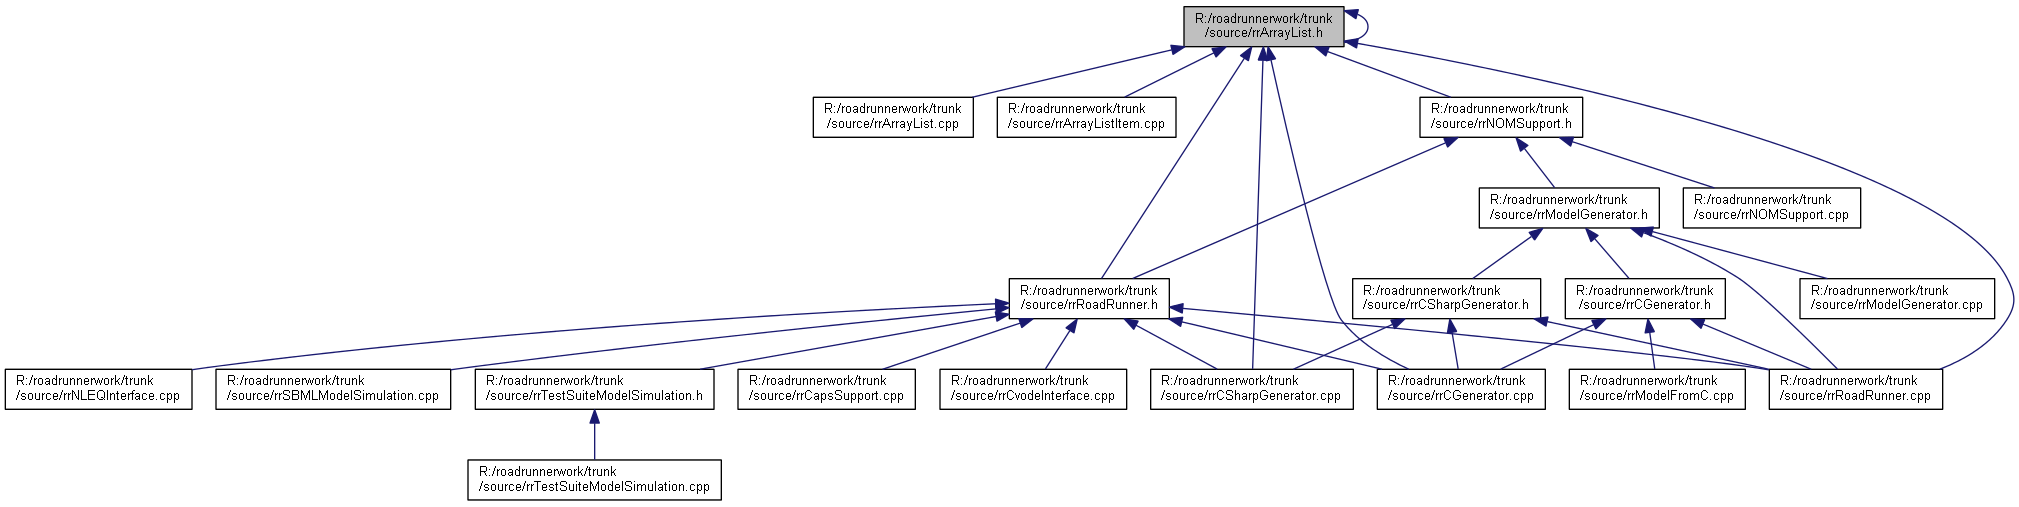 R:/roadrunnerwork/trunk
/source/rrArrayList.h
R:/roadrunnerwork/trunk
/source/rrArrayList.cpp
R:/roadrunnerwork/trunk
/source/rrArrayListItem.cpp
R:/roadrunnerwork/trunk
/source/rrNOMSupport.h
R:/roadrunnerwork/trunk
/source/rrModelGenerator.h
R:/roadrunnerwork/trunk
/source/rrNOMSupport.cpp
R:/roadrunnerwork/trunk
/source/rrRoadRunner.h
R:/roadrunnerwork/trunk
/source/rrCSharpGenerator.h
R:/roadrunnerwork/trunk
/source/rrCGenerator.h
R:/roadrunnerwork/trunk
/source/rrModelGenerator.cpp
R:/roadrunnerwork/trunk
/source/rrNLEQInterface.cpp
R:/roadrunnerwork/trunk
/source/rrSBMLModelSimulation.cpp
R:/roadrunnerwork/trunk
/source/rrTestSuiteModelSimulation.h
R:/roadrunnerwork/trunk
/source/rrCapsSupport.cpp
R:/roadrunnerwork/trunk
/source/rrCvodeInterface.cpp
R:/roadrunnerwork/trunk
/source/rrCSharpGenerator.cpp
R:/roadrunnerwork/trunk
/source/rrCGenerator.cpp
R:/roadrunnerwork/trunk
/source/rrModelFromC.cpp
R:/roadrunnerwork/trunk
/source/rrRoadRunner.cpp
R:/roadrunnerwork/trunk
/source/rrTestSuiteModelSimulation.cpp